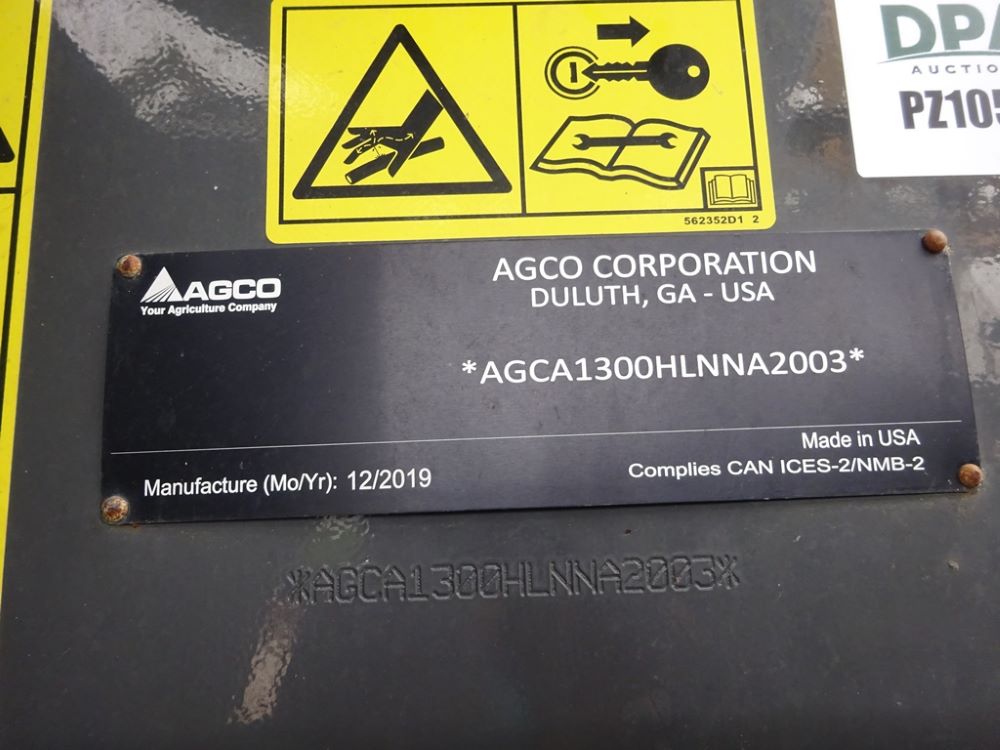 1
562352D1 2
DPA
AUCTIO
PZ105
AGCO
Your Agriculture Company
AGCO CORPORATION
DULUTH, GA - USA
*AGCA1300HLNNA2003*
Made in USA
Manufacture (Mo/Yr): 12/2019
Complies CAN ICES-2/NMB-2
*AGCA1300HLNNA2003*